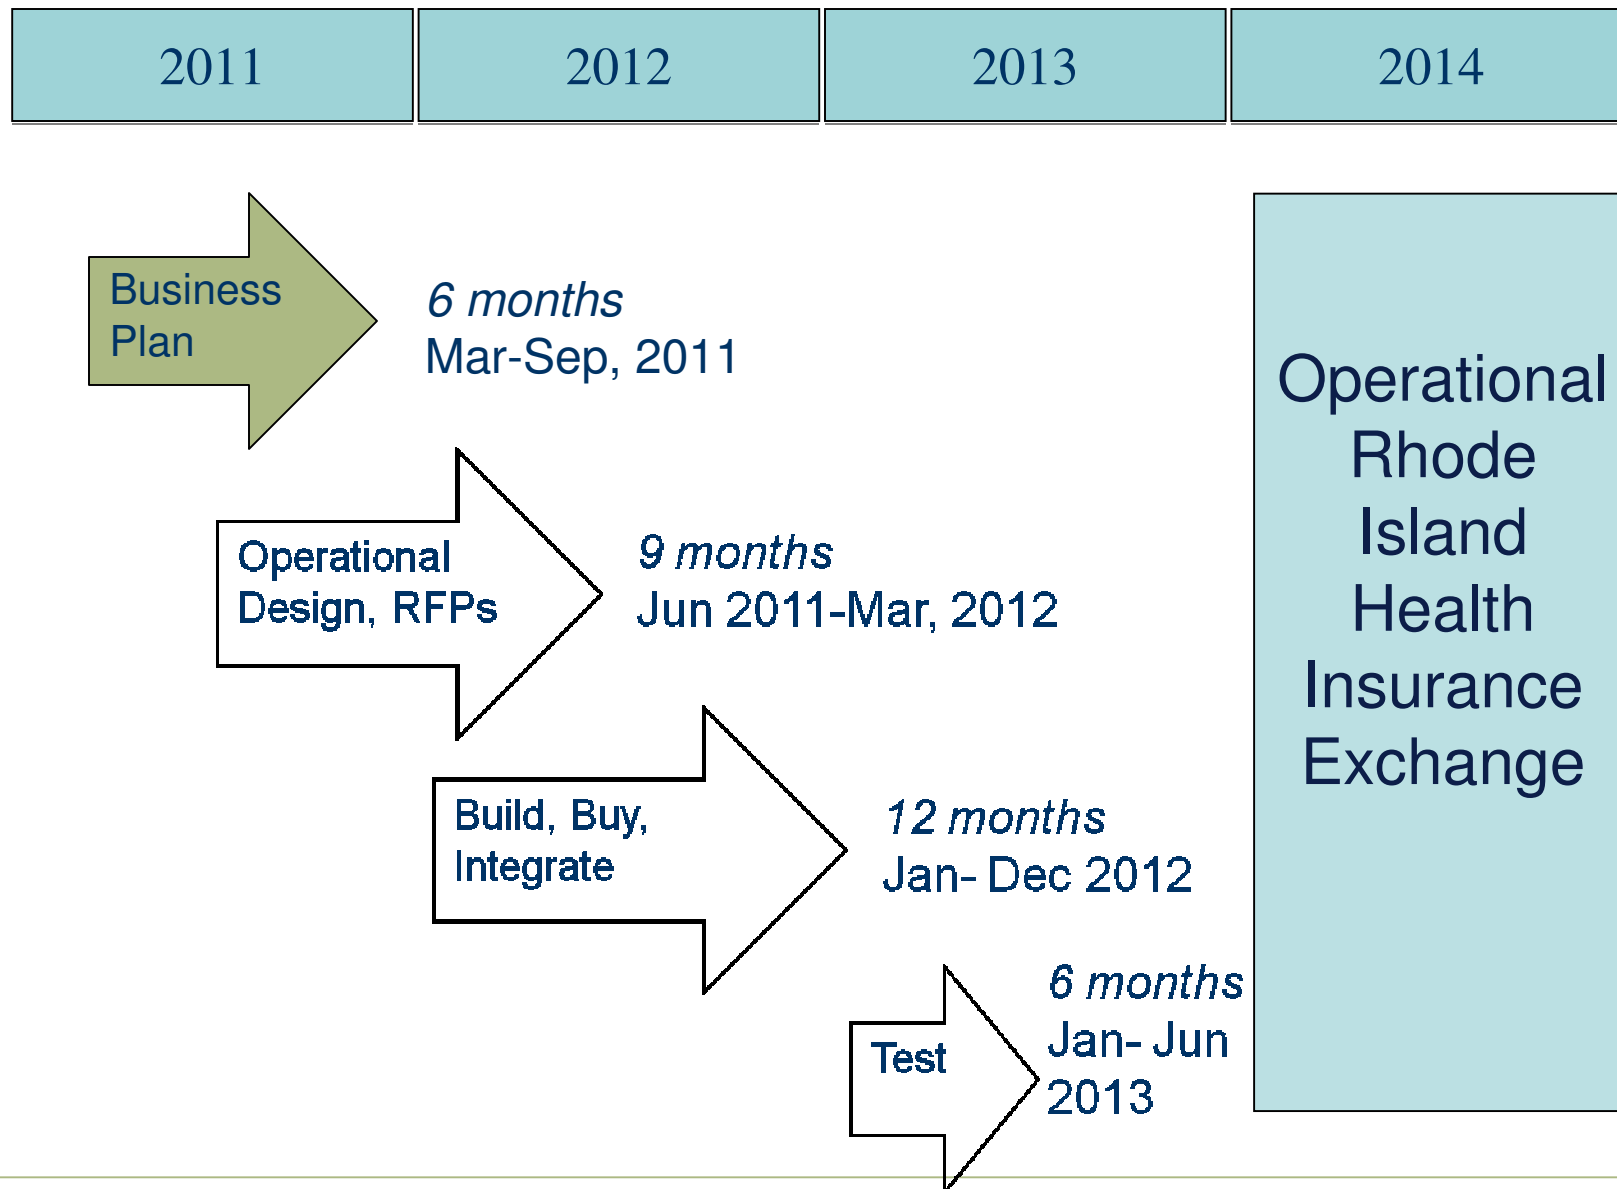 2011
2012
2013
2014
Business
Plan
6 months
Mar-Sep, 2011
Operational
Design, RFPs
9 months
Jun 2011-Mar, 2012
Build, Buy,
Integrate
12 months
Jan- Dec 2012
Test
6 months
Jan- Jun
2013
Operational
Rhode
Island
Health
Insurance
Exchange